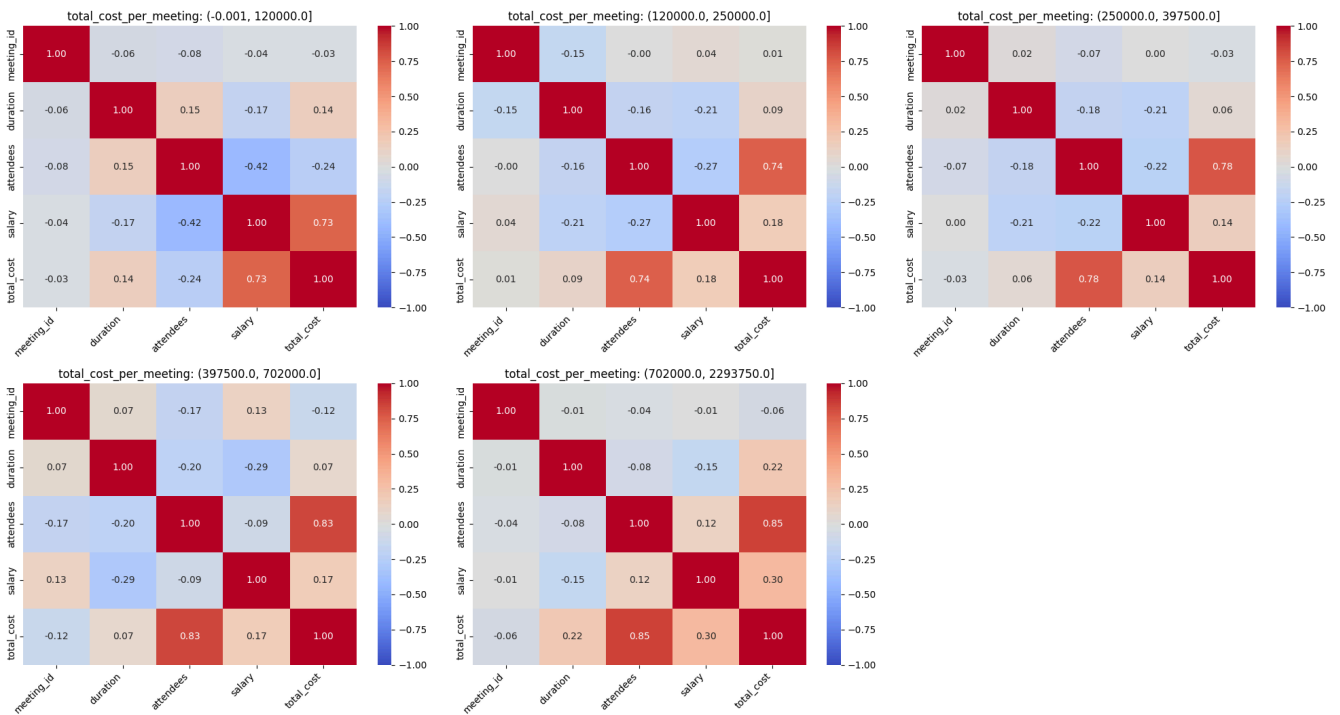 total_cost_per_meeting: (-0.001, 120000.0]
meeting_id 1.00 -0.06 -0.08 -0.04 -0.03
duration -0.06 1.00 0.15 -0.17 0.14
attendees -0.08 0.15 1.00 -0.42 -0.24
salary -0.04 -0.17 -0.42 1.00 0.73
total_cost -0.03 0.14 -0.24 0.73 1.00
meeting_id duration attendees salary total_cost
1.00
0.75
0.50
0.25
0.00
−0.25
−0.50
−0.75
−1.00
total_cost_per_meeting: (120000.0, 250000.0]
meeting_id 1.00 -0.15 -0.00 0.04 0.01
duration -0.15 1.00 -0.16 -0.21 0.09
attendees -0.00 -0.16 1.00 -0.27 0.74
salary 0.04 -0.21 -0.27 1.00 0.18
total_cost 0.01 0.09 0.74 0.18 1.00
meeting_id duration attendees salary total_cost
1.00
0.75
0.50
0.25
0.00
−0.25
−0.50
−0.75
−1.00
total_cost_per_meeting: (250000.0, 397500.0]
meeting_id 1.00 0.02 -0.07 0.00 -0.03
duration 0.02 1.00 -0.18 -0.21 0.06
attendees -0.07 -0.18 1.00 -0.22 0.78
salary 0.00 -0.21 -0.22 1.00 0.14
total_cost -0.03 0.06 0.78 0.14 1.00
meeting_id duration attendees salary total_cost
1.00
0.75
0.50
0.25
0.00
−0.25
−0.50
−0.75
−1.00
total_cost_per_meeting: (397500.0, 702000.0]
meeting_id 1.00 0.07 -0.17 0.13 -0.12
duration 0.07 1.00 -0.20 -0.29 0.07
attendees -0.17 -0.20 1.00 -0.09 0.83
salary 0.13 -0.29 -0.09 1.00 0.17
total_cost -0.12 0.07 0.83 0.17 1.00
meeting_id duration attendees salary total_cost
1.00
0.75
0.50
0.25
0.00
−0.25
−0.50
−0.75
−1.00
total_cost_per_meeting: (702000.0, 2293750.0]
meeting_id 1.00 -0.01 -0.04 -0.01 -0.06
duration -0.01 1.00 -0.08 -0.15 0.22
attendees -0.04 -0.08 1.00 0.12 0.85
salary -0.01 -0.15 0.12 1.00 0.30
total_cost -0.06 0.22 0.85 0.30 1.00
meeting_id duration attendees salary total_cost
1.00
0.75
0.50
0.25
0.00
−0.25
−0.50
−0.75
−1.00